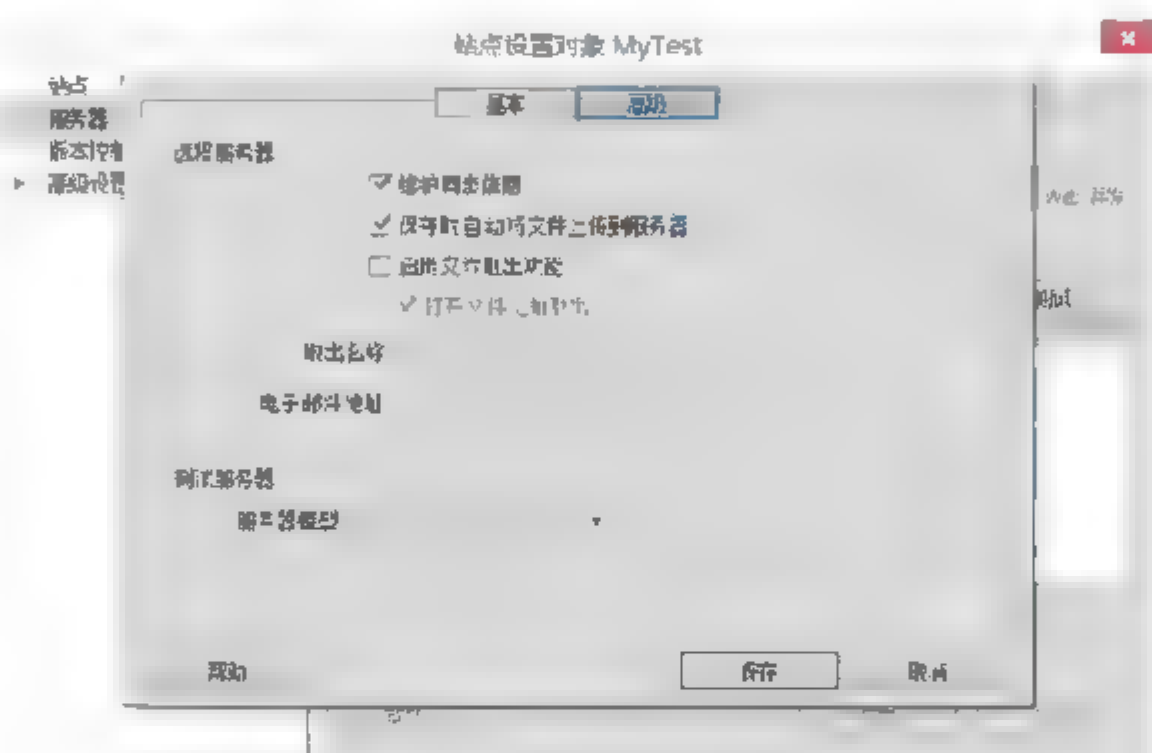 站点设置对象 MyTest
站点
服务器
版本控制
高级设置
基本
高级
远程服务器
维护同步信息
保存时自动将文件上传到服务器
启用文件取出功能
打开文件之前取出
取出名称
电子邮件地址
测试服务器
服务器模型
帮助
保存
取消